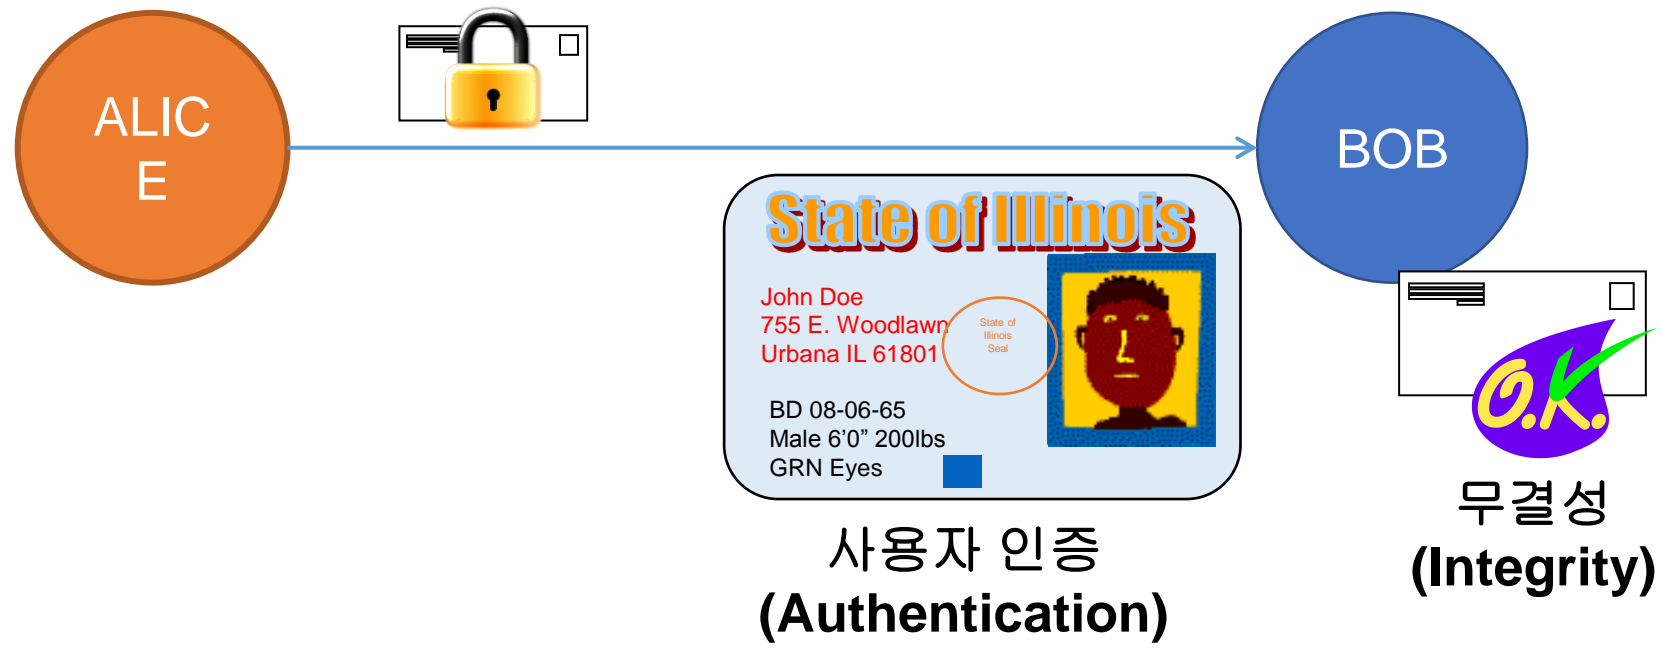 ALIC
E
BOB
State of Illinois
John Doe
755 E. Woodlawn
Urbana IL 61801
State of
Illinois
Seal
BD 08-06-65
Male 6’0” 200lbs
GRN Eyes
O.K.
사용자 인증
(Authentication)
무결성
(Integrity)